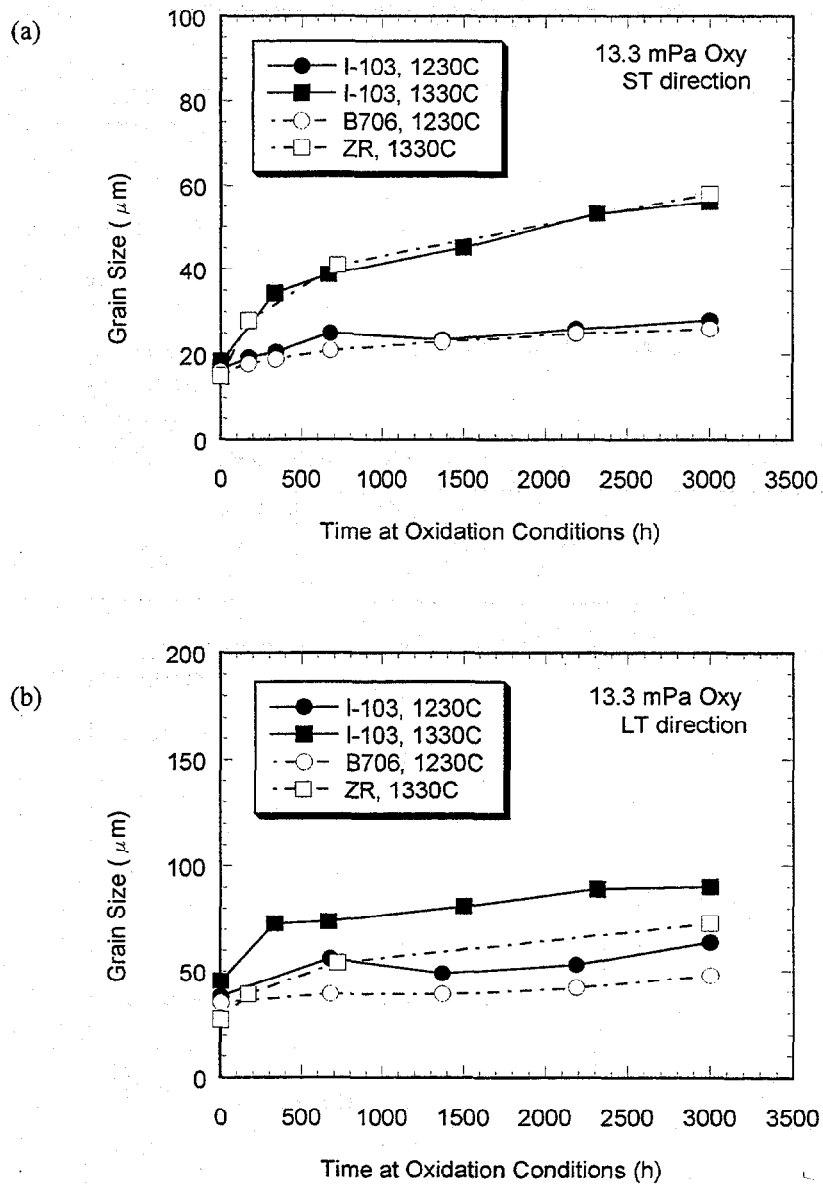 (a)
100
80
60
40
20
0
Grain Size ( μm)
I-103, 1230C
I-103, 1330C
B706, 1230C
ZR, 1330C
13.3 mPa Oxy
ST direction
0 500 1000 1500 2000 2500 3000 3500
Time at Oxidation Conditions (h)
(b)
200
150
100
50
0
Grain Size ( μm)
I-103, 1230C
I-103, 1330C
B706, 1230C
ZR, 1330C
13.3 mPa Oxy
LT direction
0 500 1000 1500 2000 2500 3000 3500
Time at Oxidation Conditions (h)